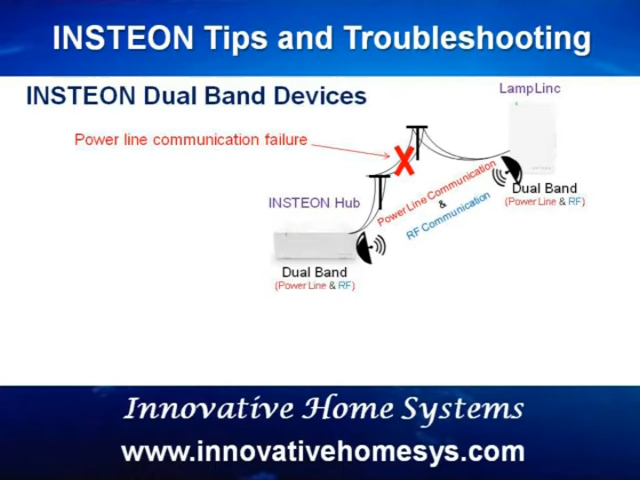 INSTEON Tips and Troubleshooting
INSTEON Dual Band Devices
LampLinc
Power line communication failure
Power Line Communication
&
RF Communication
Dual Band
(Power Line & RF)
INSTEON Hub
Dual Band
(Power Line & RF)
Innovative Home Systems
www.innovativehomesys.com